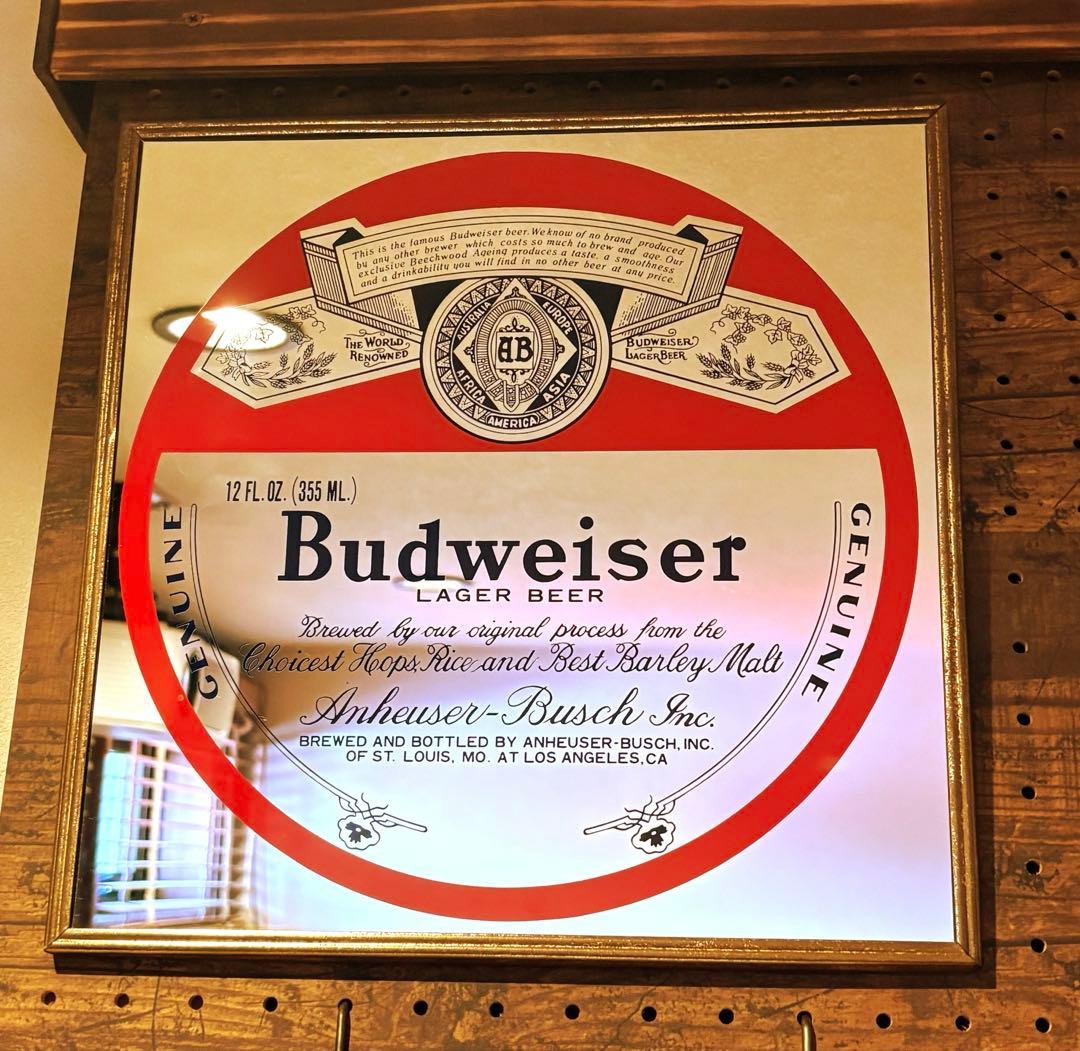 This is the famous Budweiser beer. We know of no brand produced
by any other brewer which costs so much to brew and age. Our
exclusive Beechwood Ageing produces a taste, a smoothness
and a drinkability you will find in no other beer at any price.
AUSTRALIA
EUROPE
THE WORLD
RENOWNED
AB
BUDWEISER
LAGER BEER
AFRICA
ASIA
AMERICA
12 FL. OZ. (355 ML.)
Budweiser
LAGER BEER
GENUINE
GENUINE
Brewed by our original process from the
Choicest Hops, Rice and Best Barley Malt
Anheuser-Busch Inc.
BREWED AND BOTTLED BY ANHEUSER-BUSCH, INC.
OF ST. LOUIS, MO. AT LOS ANGELES, CA